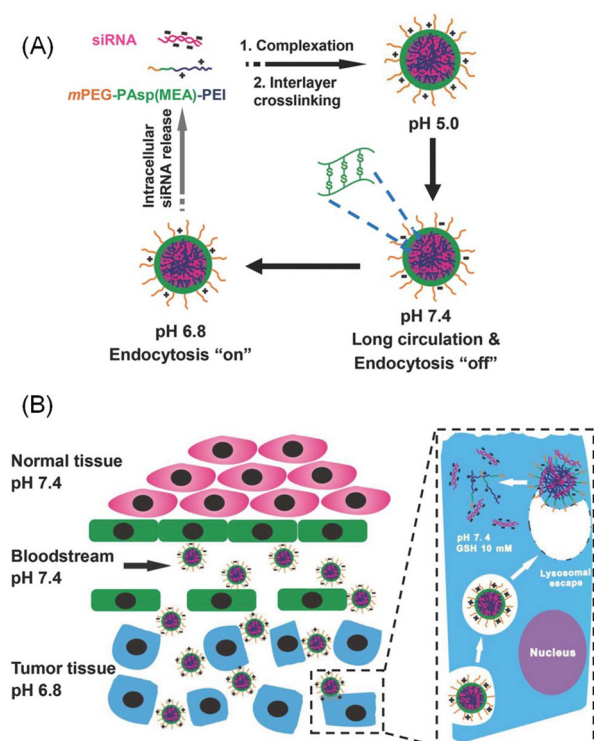 (A)
siRNA
mPEG-PAsp(MEA)-PEI
1. Complexation
2. Interlayer
crosslinking
pH 5.0
Intracellular
siRNA release
S S S S
S S S S
pH 6.8
Endocytosis “on”
pH 7.4
Long circulation &
Endocytosis “off”
(B)
Normal tissue
pH 7.4
Bloodstream
pH 7.4
Tumor tissue
pH 6.8
pH 7. 4
GSH 10 mM
Lysosomal
escape
Nucleus